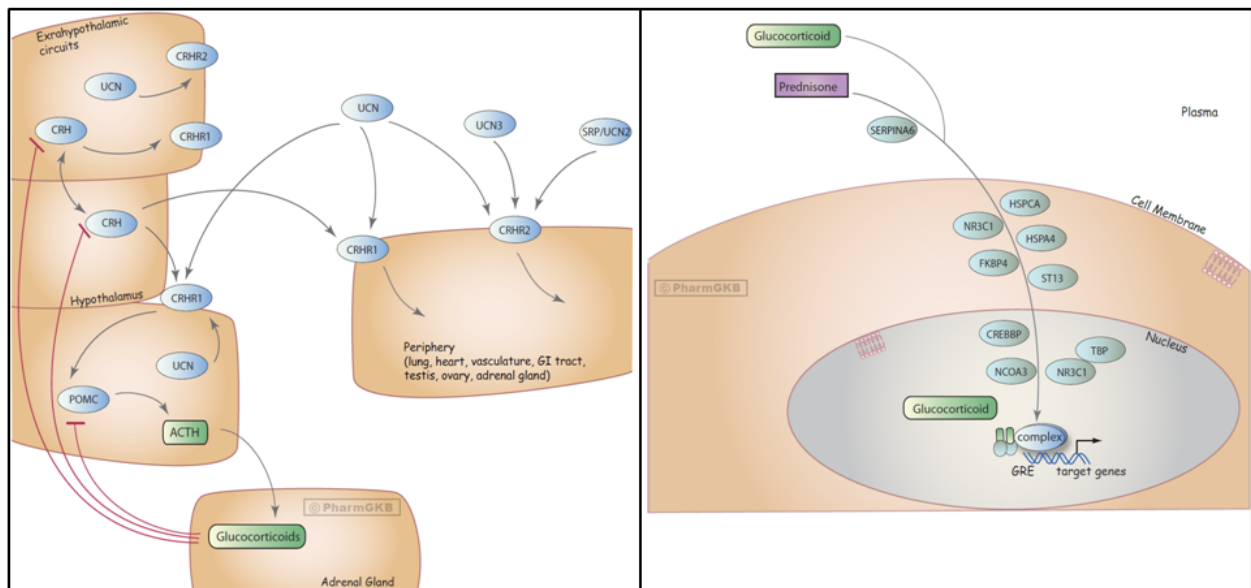 Exrahypothalamic
circuits
CRHR2
UCN
CRH
CRHR1
UCN
UCN3
SRP/UCN2
CRH
CRHR1
CRHR2
Hypothalamus
CRHR1
Periphery
(lung, heart, vasculature, GI tract,
testis, ovary, adrenal gland)
UCN
POMC
ACTH
© PharmGKB
Glucocorticoids
Adrenal Gland
Glucocorticoid
Prednisone
Plasma
SERPINA6
Cell Membrane
HSPCA
NR3C1
HSPA4
FKBP4
ST13
© PharmGKB
Nucleus
CREBBP
TBP
NCOA3
NR3C1
Glucocorticoid
complex
GRE
target genes